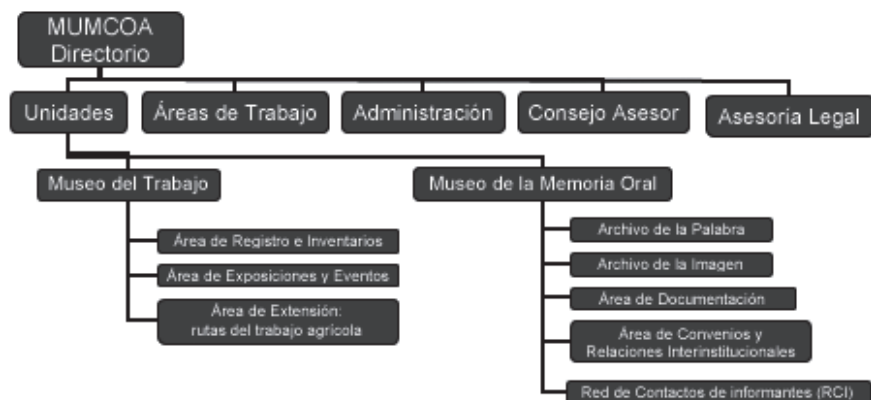 MUMCOA
Directorio
Unidades
Áreas de Trabajo
Administración
Consejo Asesor
Asesoría Legal
Museo del Trabajo
Museo de la Memoria Oral
Área de Registro e Inventarios
Área de Exposiciones y Eventos
Área de Extensión:
rutas del trabajo agrícola
Archivo de la Palabra
Archivo de la Imagen
Área de Documentación
Área de Convenios y
Relaciones Interinstitucionales
Red de Contactos de informantes (RCI)